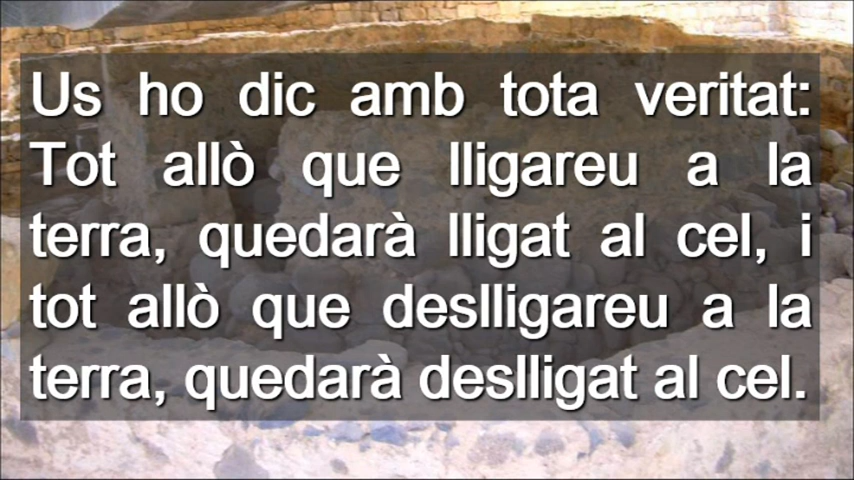 Us ho dic amb tota veritat:
Tot allò que lligareu a la
terra, quedarà lligat al cel, i
tot allò que deslligareu a la
terra, quedarà deslligat al cel.